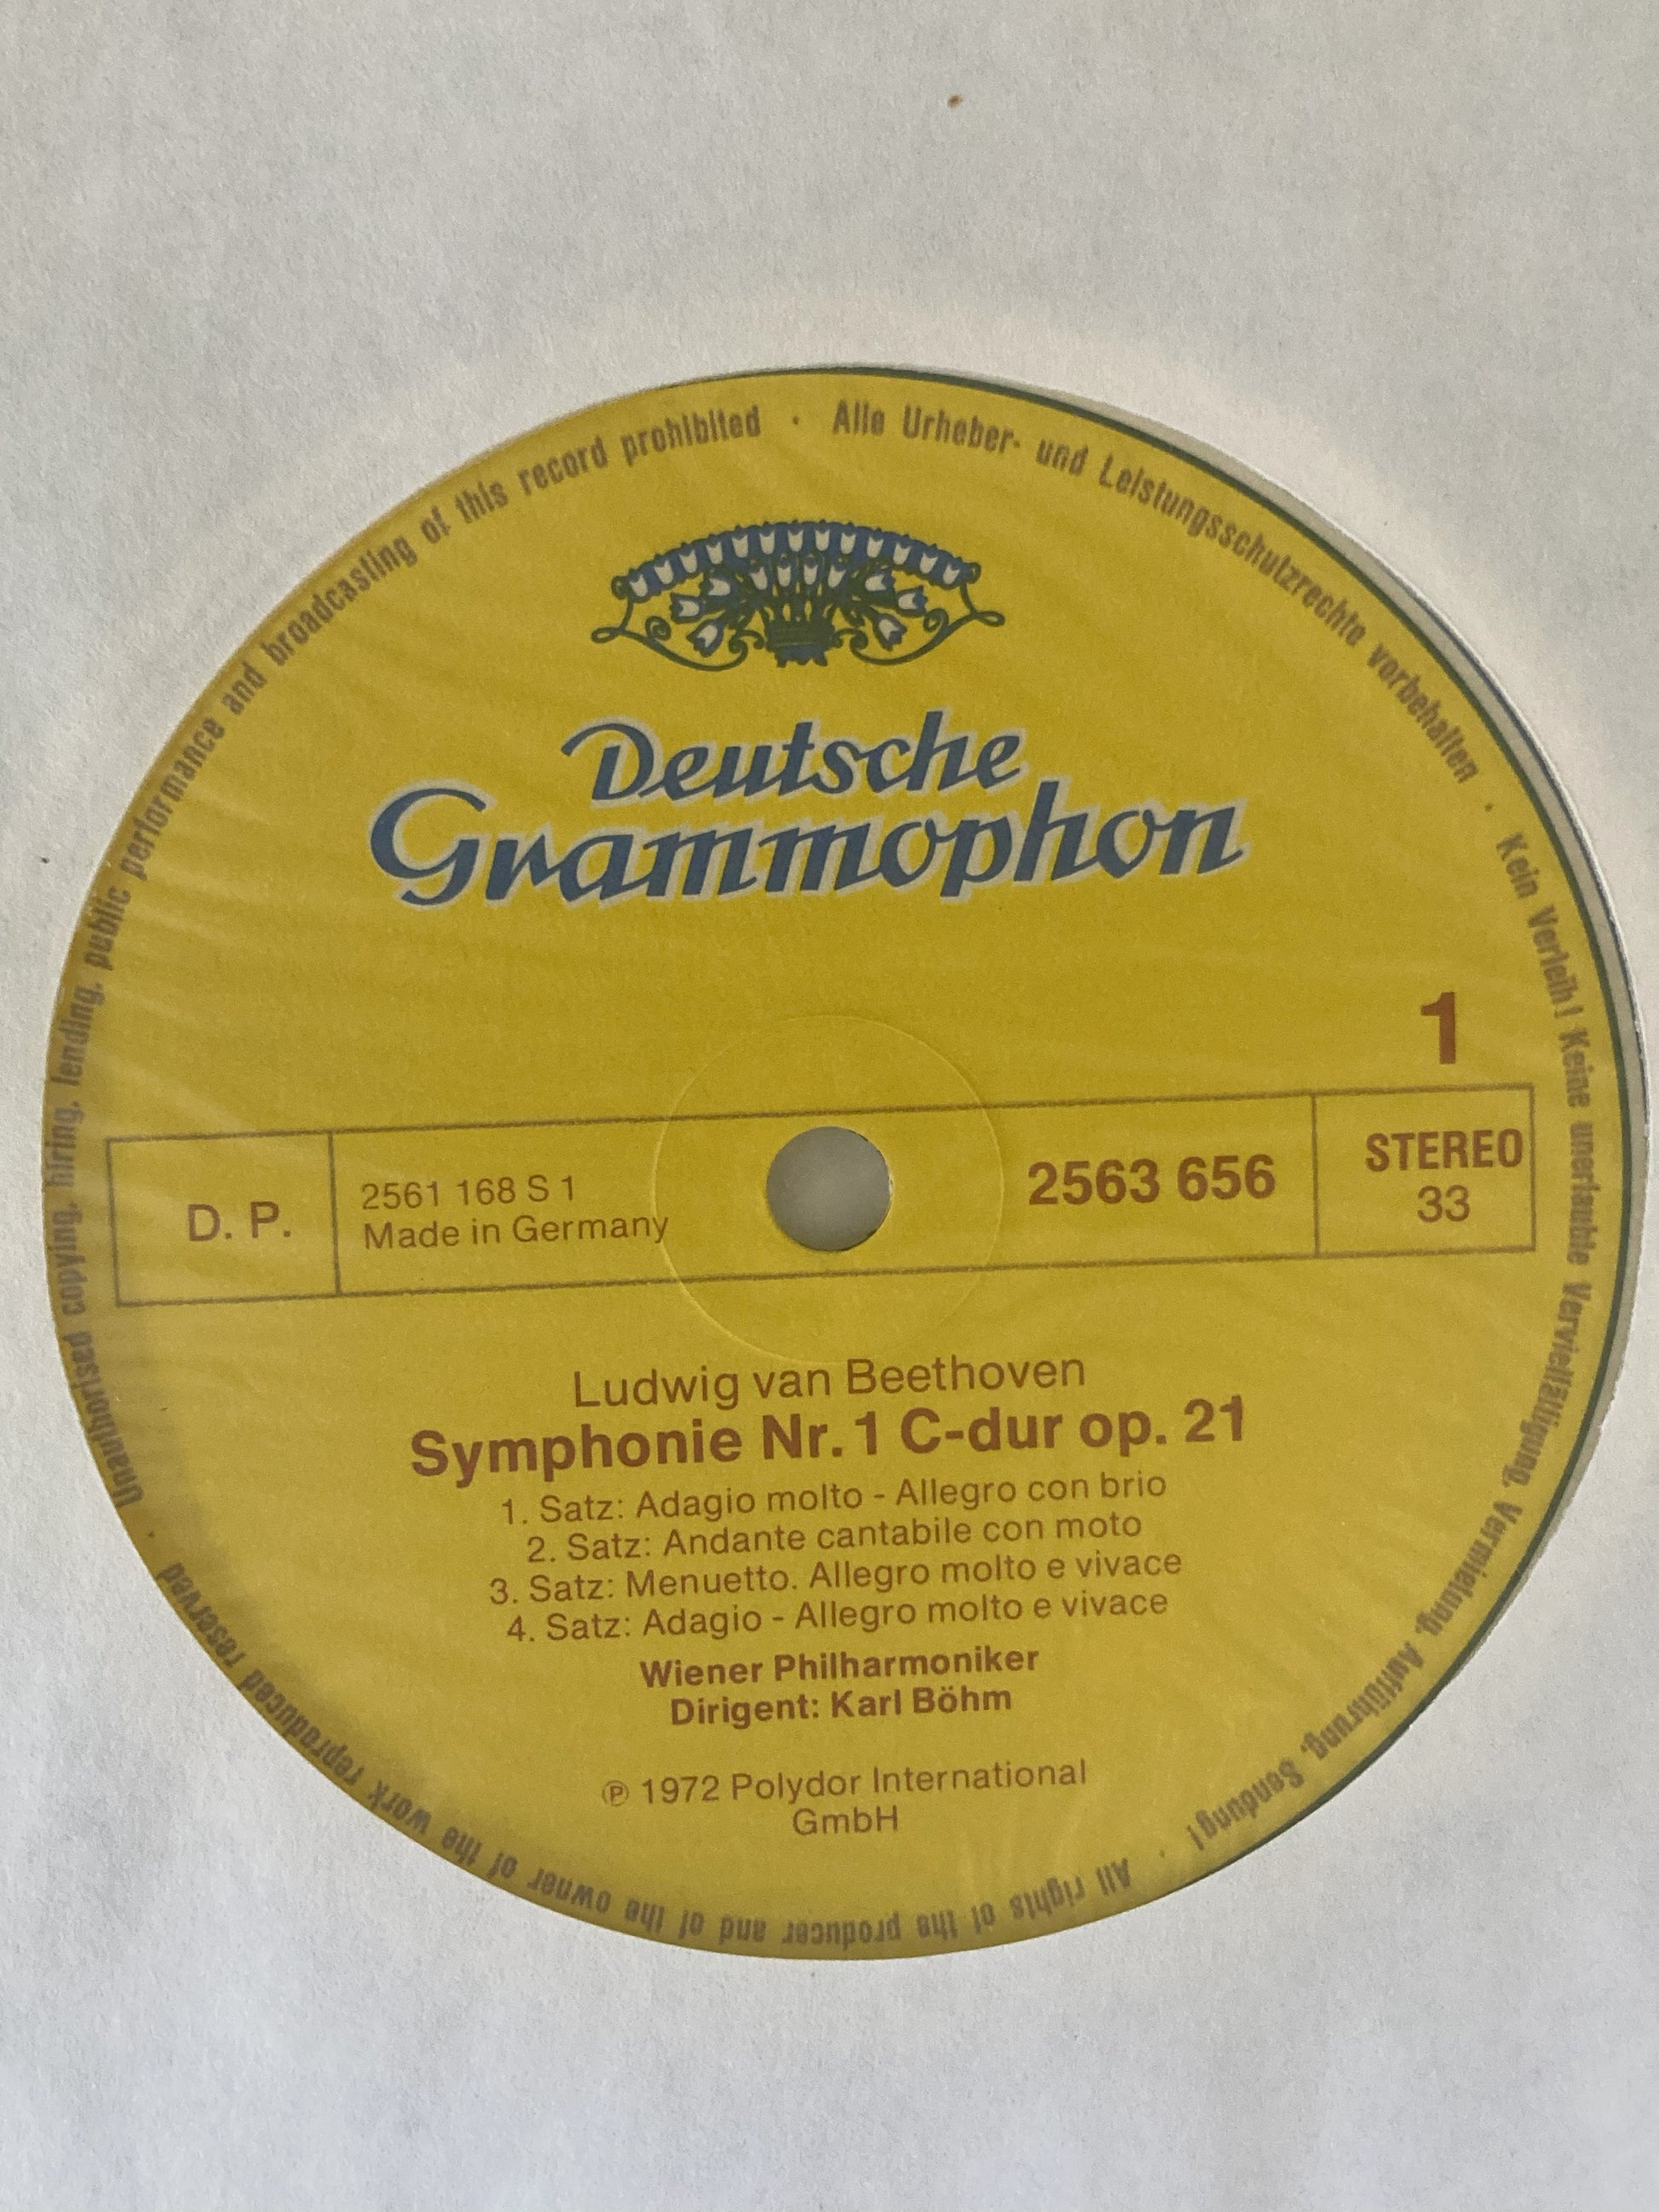 Deutsche
Grammophon
1
D. P.
2561 168 S 1
Made in Germany
2563 656
STEREO
33
Ludwig van Beethoven
Symphonie Nr. 1 C-dur op. 21
1. Satz: Adagio molto - Allegro con brio
2. Satz: Andante cantabile con moto
3. Satz: Menuetto. Allegro molto e vivace
4. Satz: Adagio - Allegro molto e vivace
Wiener Philharmoniker
Dirigent: Karl Böhm
℗ 1972 Polydor International
GmbH
Alle Urheber- und Leistungsschutzrechte vorbehalten · Kein Verleih! Keine unerlaubte Vervielfältigung, Vermietung, Aufführung, Sendung! · All rights of the producer and of the owner of the work reproduced reserved · Unauthorised copying, hiring, lending, public performance and broadcasting of this record prohibited ·